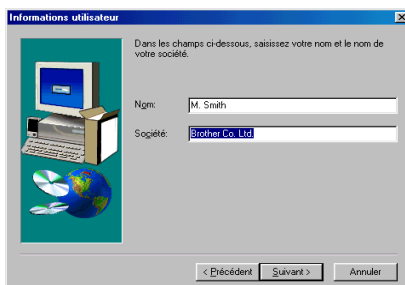 Informations utilisateur
Dans les champs ci-dessous, saisissez votre nom et le nom de
votre société.
Nom: M. Smith
Société: Brother Co. Ltd.
< Précédent Suivant > Annuler